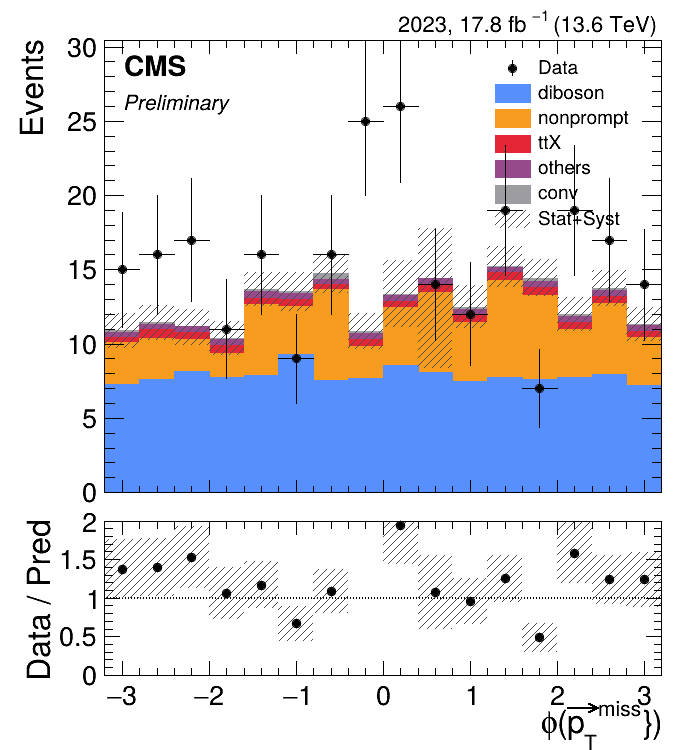 2023, 17.8 fb⁻¹ (13.6 TeV)
Events
30
25
20
15
10
5
0
CMS
Preliminary
Data
diboson
nonprompt
ttX
others
conv
Stat+Syst
Data / Pred
2
1.5
1
0.5
0
−3 −2 −1 0 1 2 3
ϕ(p⃗_T^miss})